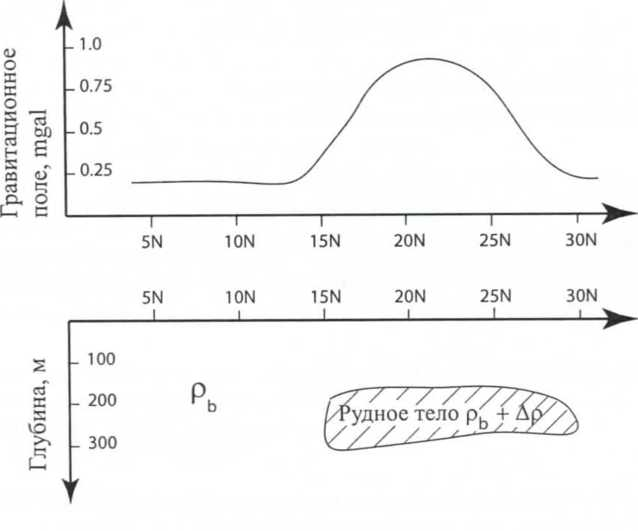 Гравитационное
поле, mgal
1.0
0.75
0.5
0.25
5N 10N 15N 20N 25N 30N
5N 10N 15N 20N 25N 30N
Глубина, м
100
200
300
ρb
Рудное тело ρb + Δρ